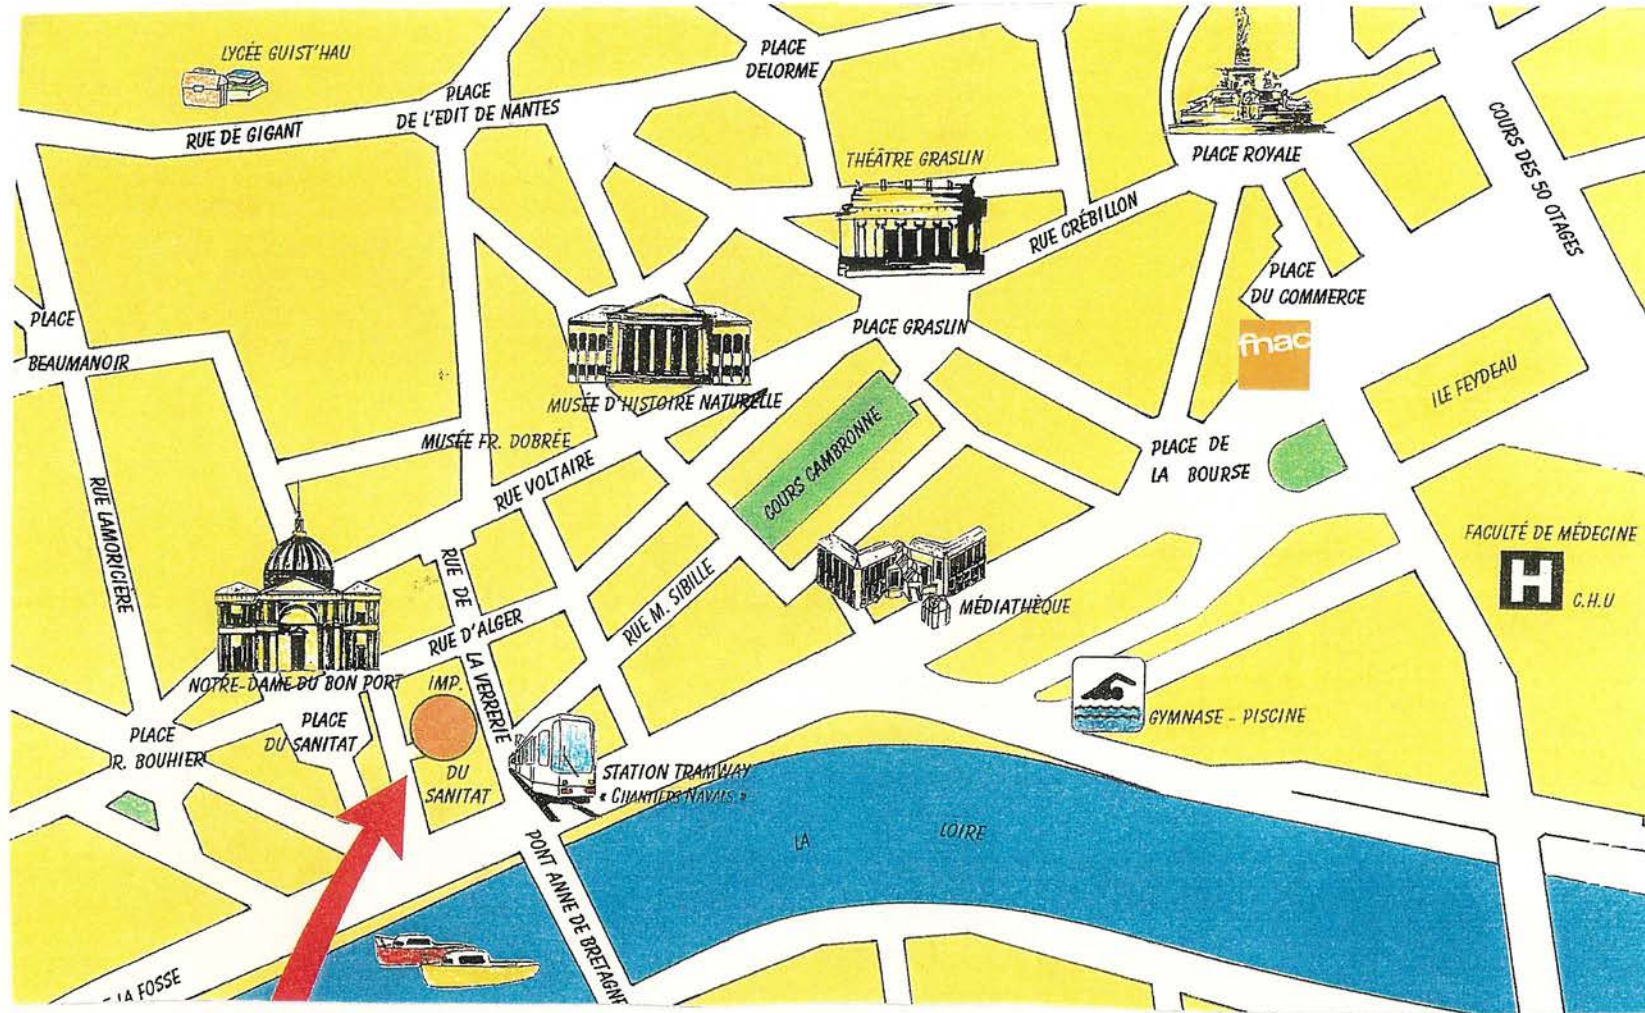 LYCÉE GUIST'HAU
PLACE
DELORME
PLACE
DE L'EDIT DE NANTES
RUE DE GIGANT
THÉÂTRE GRASLIN
PLACE ROYALE
COURS DES 50 OTAGES
RUE CRÉBILLON
PLACE
DU COMMERCE
fnac
PLACE
BEAUMANOIR
PLACE GRASLIN
ILE FEYDEAU
MUSÉE D'HISTOIRE NATURELLE
MUSÉE FR. DOBRÉE
COURS CAMBRONNE
PLACE DE
LA BOURSE
RUE VOLTAIRE
RUE LAMORICIÈRE
FACULTÉ DE MÉDECINE
H
C.H.U
RUE DE LA VERRERIE
RUE M. SIBILLE
MÉDIATHÈQUE
RUE D'ALGER
NOTRE-DAME DU BON PORT
IMP.
DU
SANITAT
PLACE
DU SANITAT
PLACE
R. BOUHIER
GYMNASE - PISCINE
STATION TRAMWAY
« CHANTIERS NAVALS »
LA LOIRE
PONT ANNE DE BRETAGNE
LA FOSSE